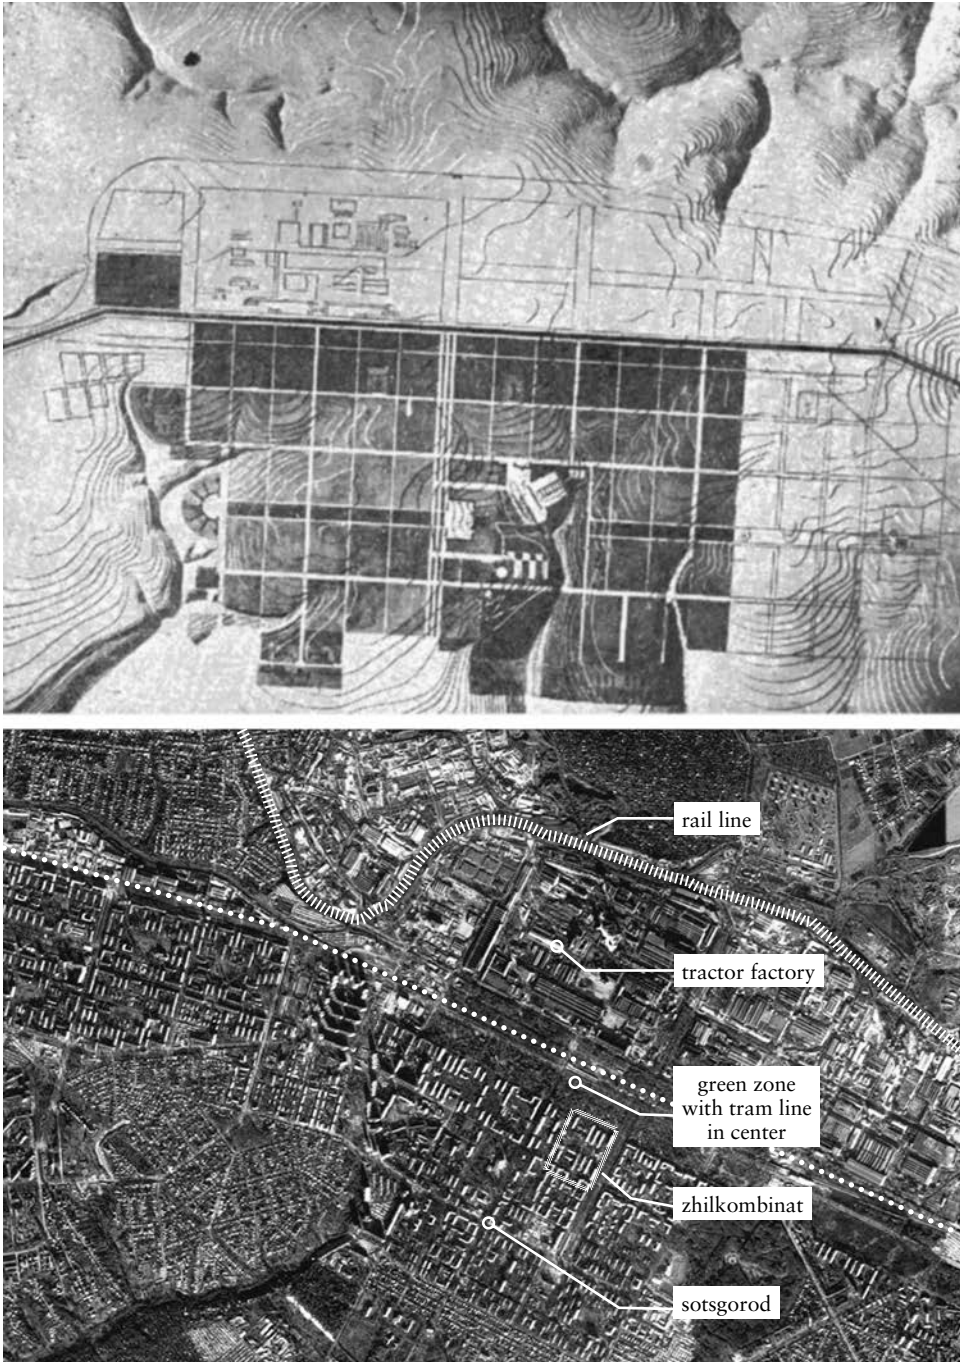 rail line
tractor factory
green zone
with tram line
in center
zhilkombinat
sotsgorod